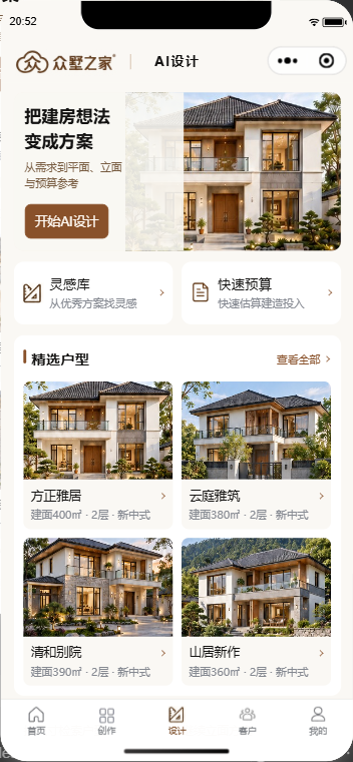 20:52
众墅之家
AI设计
把建房想法
变成方案
从需求到平面、立面
与预算参考
开始AI设计
灵感库
从优秀方案找灵感
快速预算
快速估算建造投入
精选户型
查看全部
方正雅居
建面400㎡ · 2层 · 新中式
云庭雅筑
建面380㎡ · 2层 · 新中式
清和别院
建面390㎡ · 2层 · 新中式
山居新作
建面360㎡ · 2层 · 新中式
首页
创作
设计
客户
我的